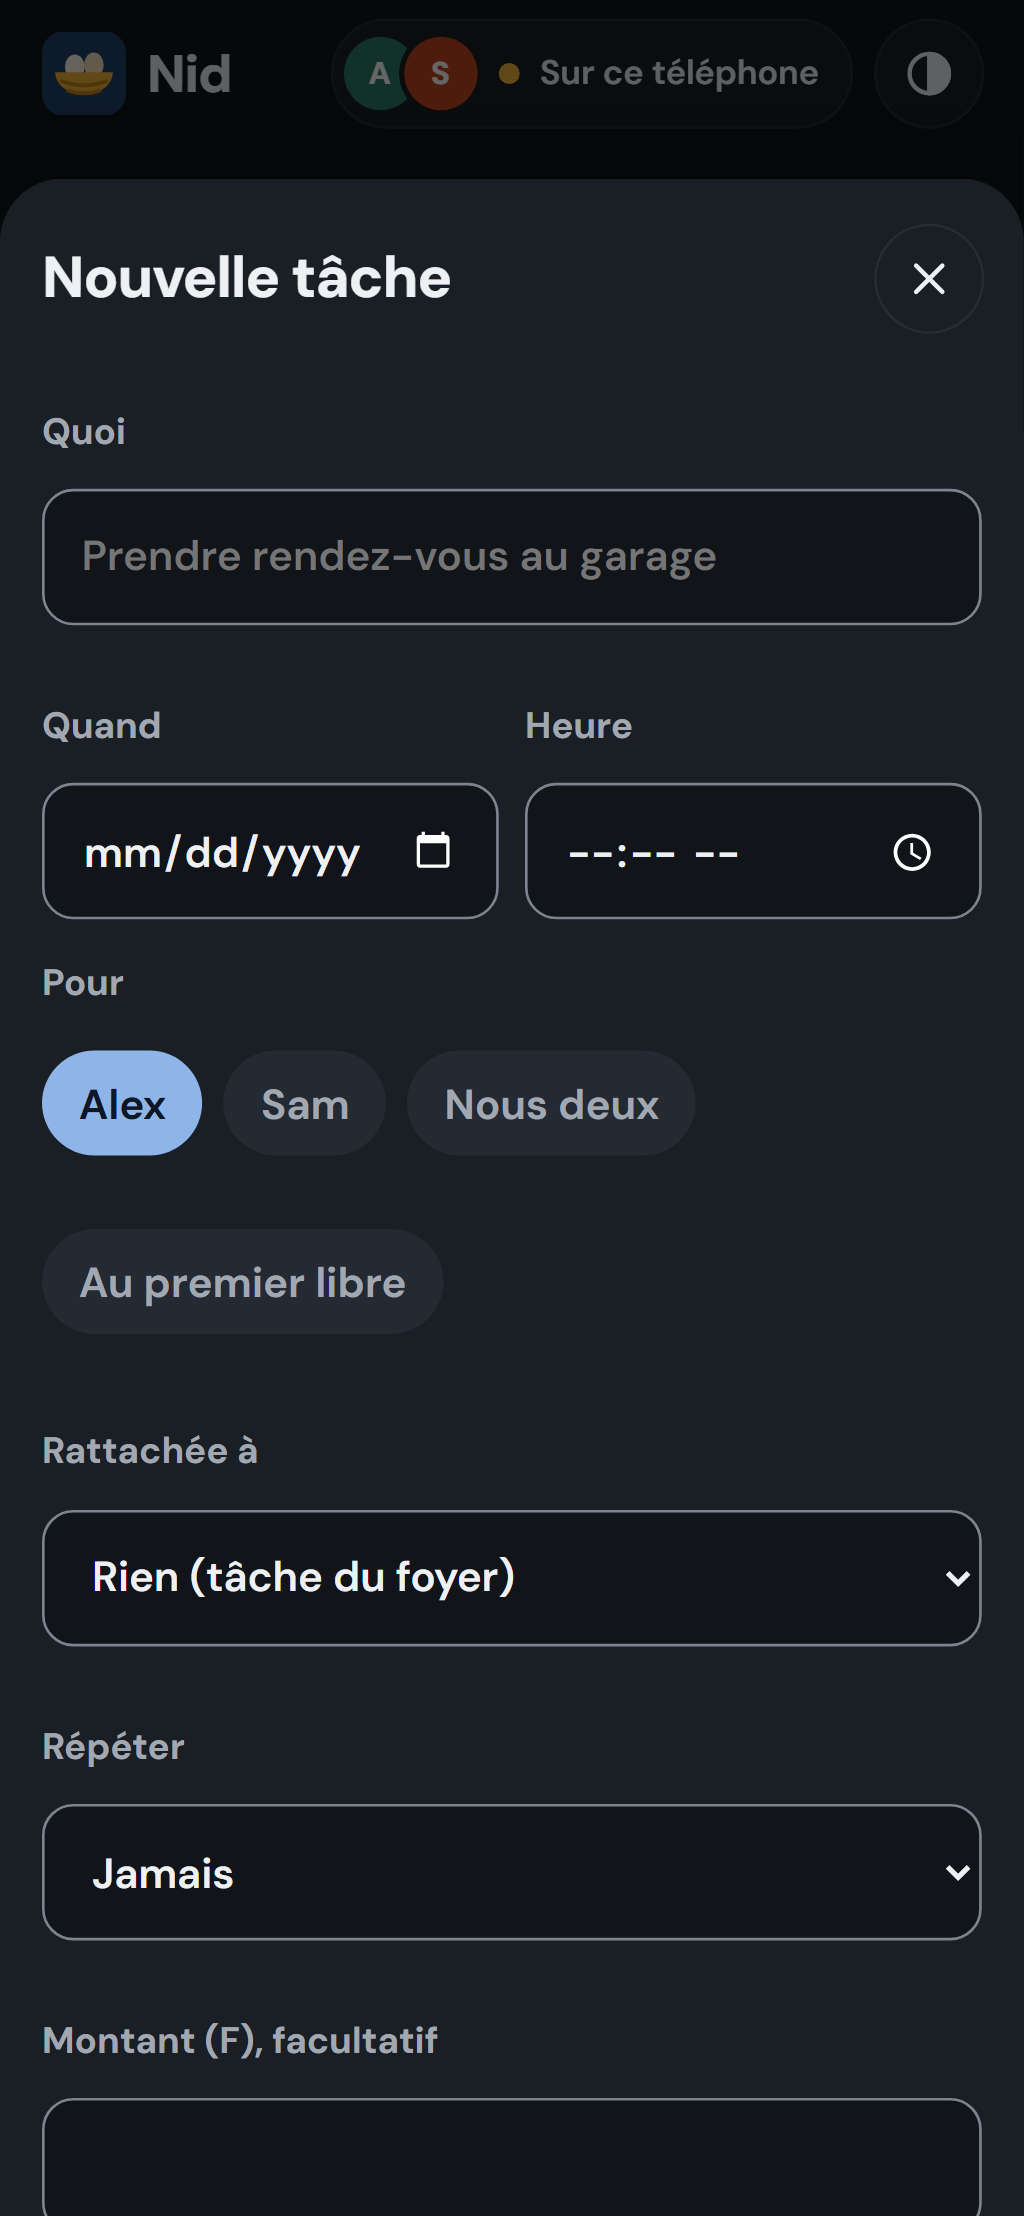 Nid
A S Sur ce téléphone
Nouvelle tâche
Quoi
Prendre rendez-vous au garage
Quand Heure
mm/dd/yyyy --:-- --
Pour
Alex Sam Nous deux
Au premier libre
Rattachée à
Rien (tâche du foyer)
Répéter
Jamais
Montant (F), facultatif